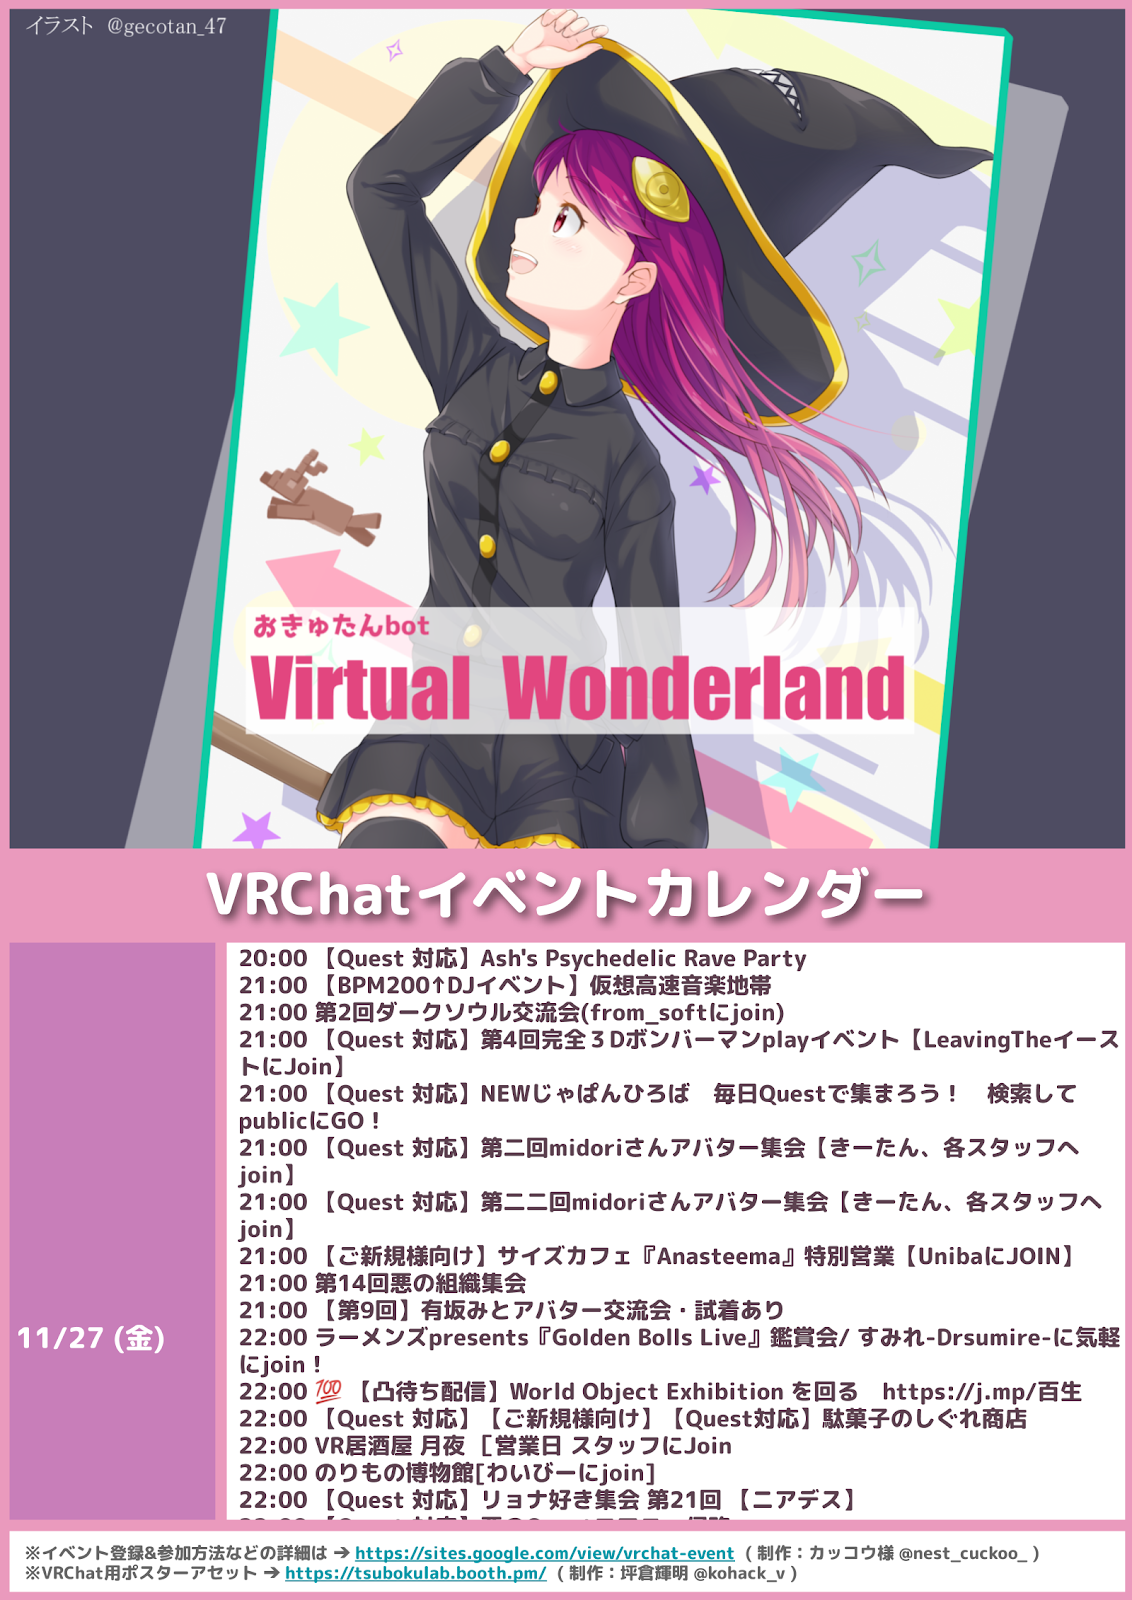 イラスト @gecotan_47
おきゅたんbot
Virtual Wonderland
VRChatイベントカレンダー
11/27 (金)
20:00 【Quest 対応】Ash's Psychedelic Rave Party
21:00 【BPM200↑DJイベント】仮想高速音楽地帯
21:00 第2回ダークソウル交流会(from_softにjoin)
21:00 【Quest 対応】第4回完全３Dボンバーマンplayイベント【LeavingTheイース
トにJoin】
21:00 【Quest 対応】NEWじゃぱんひろば　毎日Questで集まろう！　検索して
publicにGO！
21:00 【Quest 対応】第二回midoriさんアバター集会【きーたん、各スタッフへ
join】
21:00 【Quest 対応】第二二回midoriさんアバター集会【きーたん、各スタッフへ
join】
21:00 【ご新規様向け】サイズカフェ『Anasteema』特別営業【UnibaにJOIN】
21:00 第14回悪の組織集会
21:00 【第9回】有坂みとアバター交流会・試着あり
22:00 ラーメンズpresents『Golden Bolls Live』鑑賞会/ すみれ-Drsumire-に気軽
にjoin！
22:00 💯 【凸待ち配信】World Object Exhibition を回る　https://j.mp/百生
22:00 【Quest 対応】【ご新規様向け】【Quest対応】駄菓子のしぐれ商店
22:00 VR居酒屋 月夜 ［営業日 スタッフにJoin
22:00 のりもの博物館[わいびーにjoin]
22:00 【Quest 対応】リョナ好き集会 第21回 【ニアデス】
※イベント登録&参加方法などの詳細は ➔ https://sites.google.com/view/vrchat-event （ 制作：カッコウ様 @nest_cuckoo_ ）
※VRChat用ポスターアセット ➔ https://tsubokulab.booth.pm/ （ 制作：坪倉輝明 @kohack_v ）